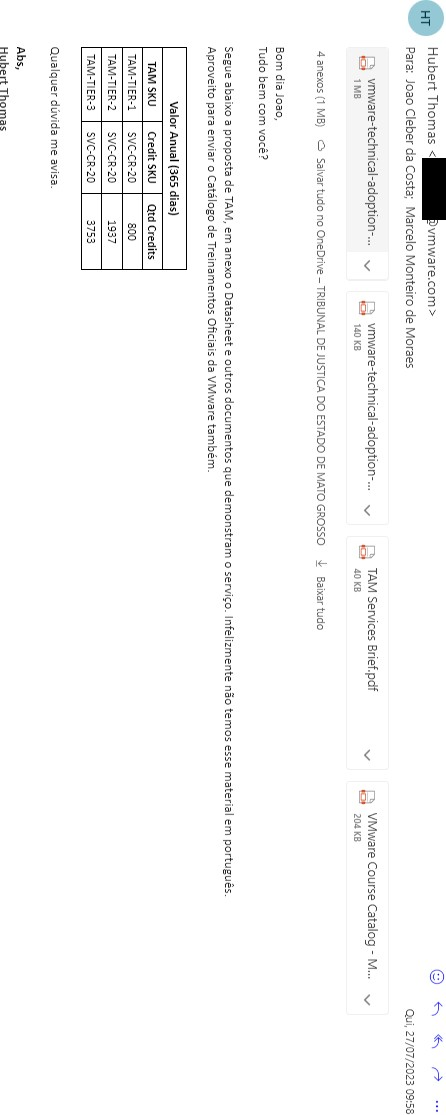 HT
Hubert Thomas <
@vmware.com>
Para: Joao Cleber da Costa; Marcelo Monteiro de Moraes
Qui, 27/07/2023 09:58
vmware-technical-adoption-...
1 MB
vmware-technical-adoption-...
140 KB
TAM Services Brief.pdf
40 KB
VMware Course Catalog - M...
204 KB
4 anexos (1 MB) Salvar tudo no OneDrive – TRIBUNAL DE JUSTICA DO ESTADO DE MATO GROSSO Baixar tudo
Bom dia Joao,
Tudo bem com você?
Segue abaixo a proposta de TAM, em anexo o Datasheet e outros documentos que demonstram o serviço. Infelizmente não temos esse material em português.
Aproveito para enviar o Catálogo de Treinamentos Oficiais da VMware também.
Valor Anual (365 dias)
TAM SKU Credit SKU Qtd Credits
TAM-TIER-1 SVC-CR-20 800
TAM-TIER-2 SVC-CR-20 1937
TAM-TIER-3 SVC-CR-20 3753
Qualquer dúvida me avisa.
Abs,
Hubert Thomas